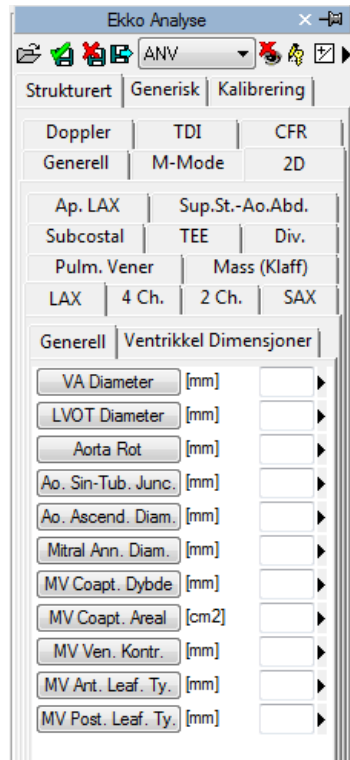 Ekko Analyse
ANV
Strukturert Generisk Kalibrering
Doppler TDI CFR
Generell M-Mode 2D
Ap. LAX Sup.St.-Ao.Abd.
Subcostal TEE Div.
Pulm. Vener Mass (Klaff)
LAX 4 Ch. 2 Ch. SAX
Generell Ventrikkel Dimensjoner
VA Diameter [mm]
LVOT Diameter [mm]
Aorta Rot [mm]
Ao. Sin-Tub. Junc. [mm]
Ao. Ascend. Diam. [mm]
Mitral Ann. Diam. [mm]
MV Coapt. Dybde [mm]
MV Coapt. Areal [cm2]
MV Ven. Kontr. [mm]
MV Ant. Leaf. Ty. [mm]
MV Post. Leaf. Ty. [mm]